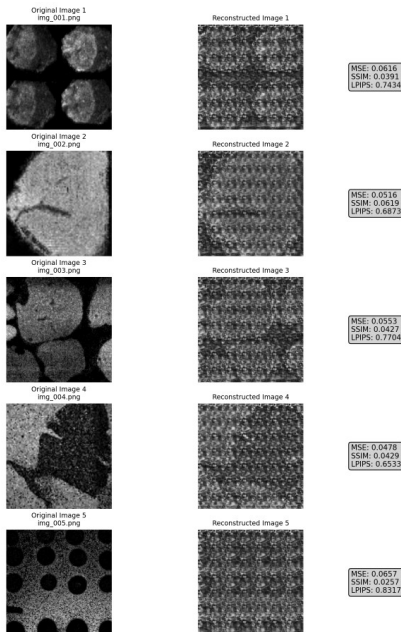 Original Image 1
img_001.png
Reconstructed Image 1
MSE: 0.0616
SSIM: 0.0391
LPIPS: 0.7434
Original Image 2
img_002.png
Reconstructed Image 2
MSE: 0.0516
SSIM: 0.0619
LPIPS: 0.6873
Original Image 3
img_003.png
Reconstructed Image 3
MSE: 0.0553
SSIM: 0.0427
LPIPS: 0.7704
Original Image 4
img_004.png
Reconstructed Image 4
MSE: 0.0478
SSIM: 0.0429
LPIPS: 0.6533
Original Image 5
img_005.png
Reconstructed Image 5
MSE: 0.0657
SSIM: 0.0257
LPIPS: 0.8317